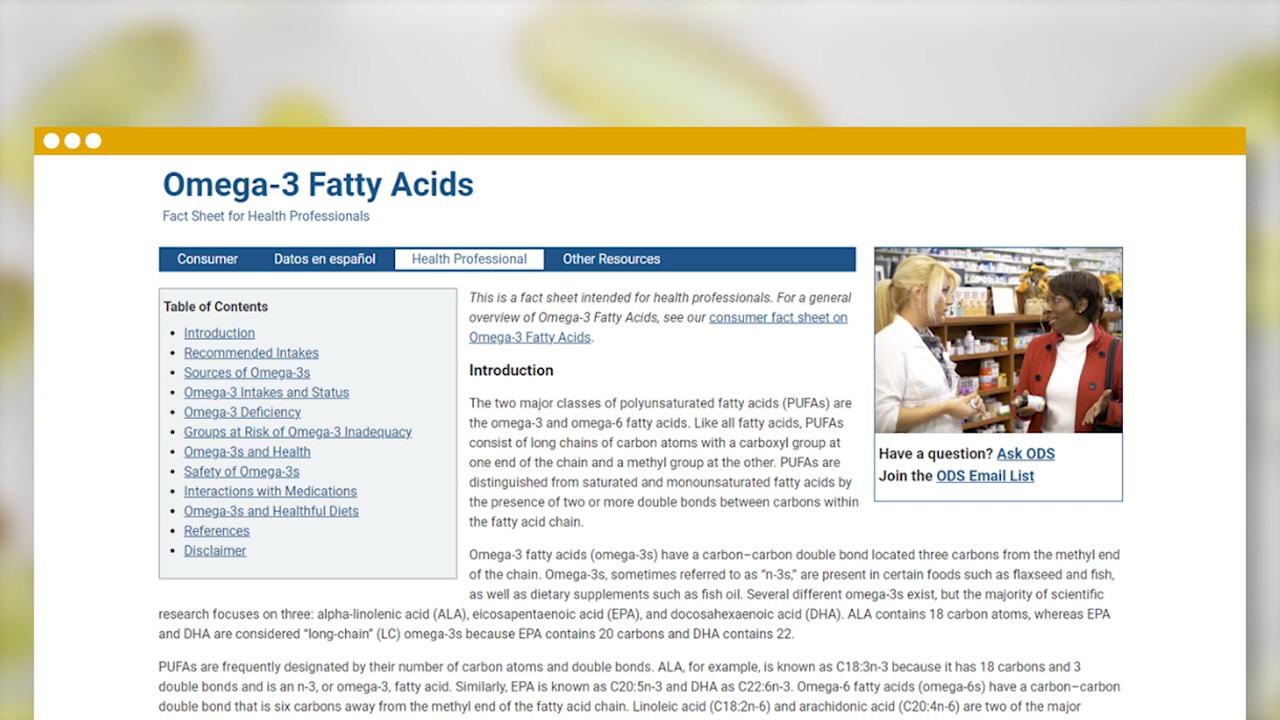 Omega-3 Fatty Acids
Fact Sheet for Health Professionals
Consumer
Datos en español
Health Professional
Other Resources
Table of Contents
Introduction
Recommended Intakes
Sources of Omega-3s
Omega-3 Intakes and Status
Omega-3 Deficiency
Groups at Risk of Omega-3 Inadequacy
Omega-3s and Health
Safety of Omega-3s
Interactions with Medications
Omega-3s and Healthful Diets
References
Disclaimer
This is a fact sheet intended for health professionals. For a general
overview of Omega-3 Fatty Acids, see our consumer fact sheet on
Omega-3 Fatty Acids.
Introduction
The two major classes of polyunsaturated fatty acids (PUFAs) are
the omega-3 and omega-6 fatty acids. Like all fatty acids, PUFAs
consist of long chains of carbon atoms with a carboxyl group at
one end of the chain and a methyl group at the other. PUFAs are
distinguished from saturated and monounsaturated fatty acids by
the presence of two or more double bonds between carbons within
the fatty acid chain.
Have a question? Ask ODS
Join the ODS Email List
Omega-3 fatty acids (omega-3s) have a carbon–carbon double bond located three carbons from the methyl end
of the chain. Omega-3s, sometimes referred to as “n-3s,” are present in certain foods such as flaxseed and fish,
as well as dietary supplements such as fish oil. Several different omega-3s exist, but the majority of scientific
research focuses on three: alpha-linolenic acid (ALA), eicosapentaenoic acid (EPA), and docosahexaenoic acid (DHA). ALA contains 18 carbon atoms, whereas EPA
and DHA are considered “long-chain” (LC) omega-3s because EPA contains 20 carbons and DHA contains 22.
PUFAs are frequently designated by their number of carbon atoms and double bonds. ALA, for example, is known as C18:3n-3 because it has 18 carbons and 3
double bonds and is an n-3, or omega-3, fatty acid. Similarly, EPA is known as C20:5n-3 and DHA as C22:6n-3. Omega-6 fatty acids (omega-6s) have a carbon–carbon
double bond that is six carbons away from the methyl end of the fatty acid chain. Linoleic acid (C18:2n-6) and arachidonic acid (C20:4n-6) are two of the major